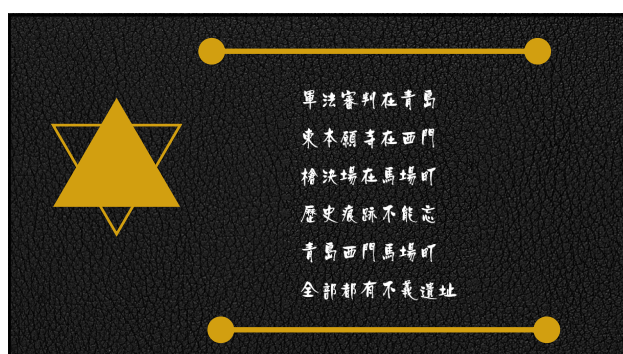 軍法審判在青島
東本願寺在西門
槍決場在馬場町
歷史痕跡不能忘
青島西門馬場町
全部都有不義遺址